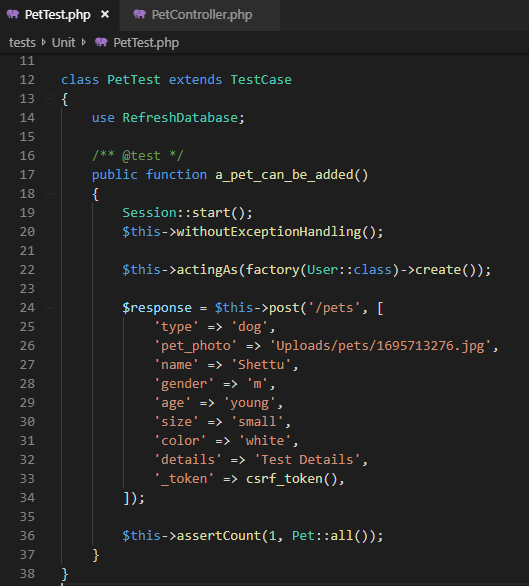 PetTest.php × PetController.php
tests > Unit > PetTest.php
11
12 class PetTest extends TestCase
13 {
14     use RefreshDatabase;
15
16     /** @test */
17     public function a_pet_can_be_added()
18     {
19         Session::start();
20         $this->withoutExceptionHandling();
21
22         $this->actingAs(factory(User::class)->create());
23
24         $response = $this->post('/pets', [
25             'type' => 'dog',
26             'pet_photo' => 'Uploads/pets/1695713276.jpg',
27             'name' => 'Shettu',
28             'gender' => 'm',
29             'age' => 'young',
30             'size' => 'small',
31             'color' => 'white',
32             'details' => 'Test Details',
33             '_token' => csrf_token(),
34         ]);
35
36         $this->assertCount(1, Pet::all());
37     }
38 }